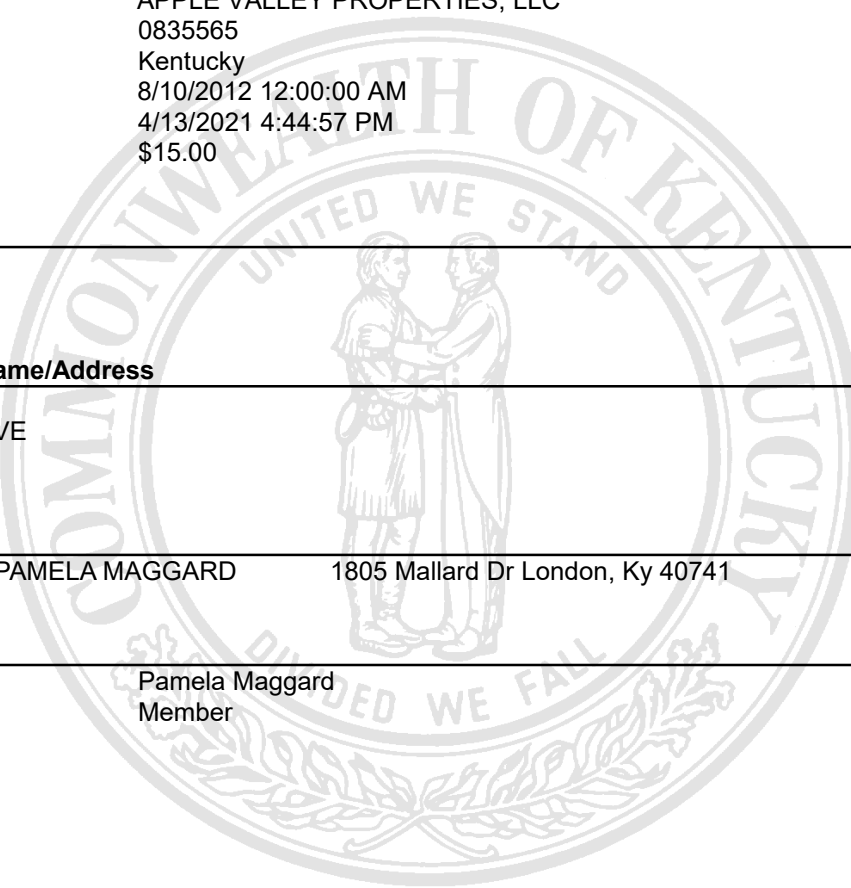 APPLE VALLEY PROPERTIES, LLC
0835565
Kentucky
8/10/2012 12:00:00 AM
4/13/2021 4:44:57 PM
$15.00
COMMONWEALTH OF KENTUCKY
UNITED WE STAND
ame/Address
VE
PAMELA MAGGARD 1805 Mallard Dr London, Ky 40741
DIVIDED WE FALL
Pamela Maggard
Member